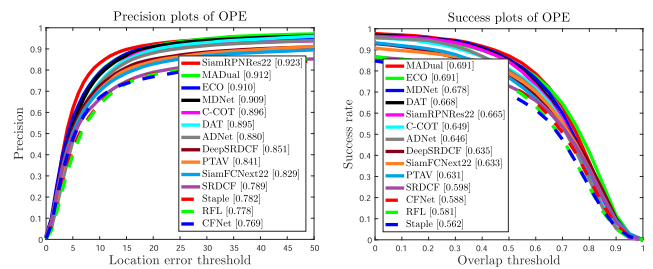 Precision plots of OPE
Precision
1
0.9
0.8
0.7
0.6
0.5
0.4
0.3
0.2
0.1
0
SiamRPNRes22 [0.923]
MADual [0.912]
ECO [0.910]
MDNet [0.909]
C-COT [0.896]
DAT [0.895]
ADNet [0.880]
DeepSRDCF [0.851]
PTAV [0.841]
SiamFCNext22 [0.829]
SRDCF [0.789]
Staple [0.782]
RFL [0.778]
CFNet [0.769]
0 5 10 15 20 25 30 35 40 45 50
Location error threshold
Success plots of OPE
Success rate
1
0.9
0.8
0.7
0.6
0.5
0.4
0.3
0.2
0.1
0
MADual [0.691]
ECO [0.691]
MDNet [0.678]
DAT [0.668]
SiamRPNRes22 [0.665]
C-COT [0.649]
ADNet [0.646]
DeepSRDCF [0.635]
SiamFCNext22 [0.633]
PTAV [0.631]
SRDCF [0.598]
CFNet [0.588]
RFL [0.581]
Staple [0.562]
0 0.1 0.2 0.3 0.4 0.5 0.6 0.7 0.8 0.9 1
Overlap threshold